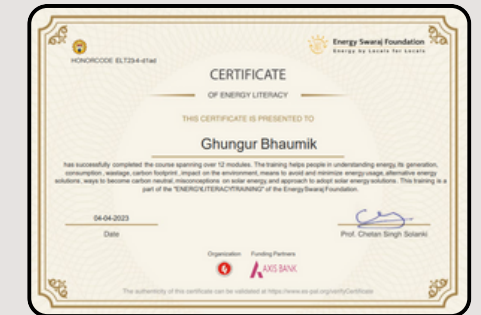 Energy Swaraj Foundation
Energy by Locals for Locals
HONORCODE ELT234-d1ad
CERTIFICATE
OF ENERGY LITERACY
THIS CERTIFICATE IS PRESENTED TO
Ghungur Bhaumik
has successfully completed the course spanning over 12 modules. The training helps people in understanding energy, its generation,
consumption, wastage, carbon footprint, impact on the environment, means to avoid and minimize energy usage, alternative energy
solutions, ways to become carbon neutral, misconceptions on solar energy, and approach to adopt solar energy solutions. This training is a
part of the "ENERGYLITERACYTRAINING" of the Energy Swaraj Foundation.
04-04-2023
Date
Prof. Chetan Singh Solanki
Organization Funding Partners
AXIS BANK
The authenticity of this certificate can be validated at https://www.es-pal.org/verifyCertificate